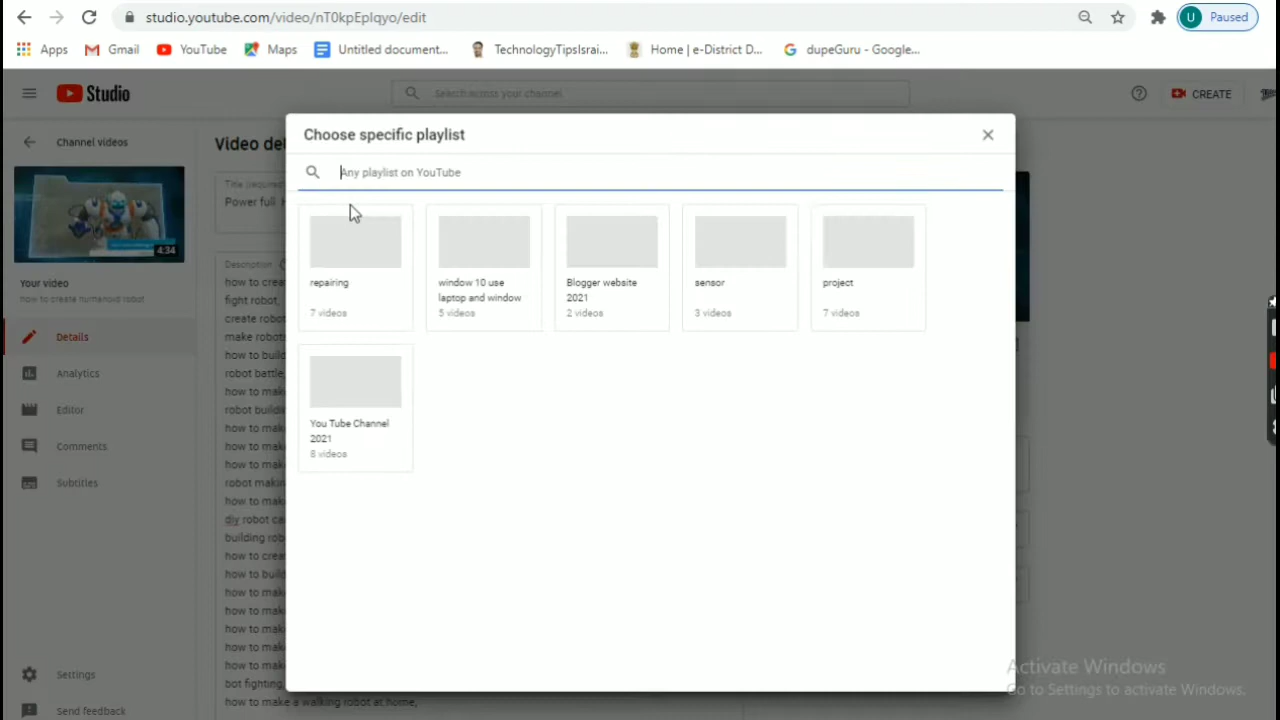 studio.youtube.com/video/nT0kpEplqyo/edit
U Paused
Apps Gmail YouTube Maps Untitled document... TechnologyTipsIsrai... Home | e-District D... dupeGuru - Google...
Studio
Search across your channel
CREATE
Channel videos
Video de
Choose specific playlist
Any playlist on YouTube
4:34
Your video
how to create humanoid robot
Title (required
Power full H
Description
how to crea
fight robot,
create robo
make robot
how to build
robot battle,
how to make
robot buildi
how to mak
how to mak
how to mak
robot makin
how to mak
diy robot ca
building rob
how to crea
how to build
how to mak
how to mak
how to mak
how to mak
how to mak
bot fighting
how to make a walking robot at home,
Details
Analytics
Editor
Comments
Subtitles
Settings
Send feedback
repairing
7 videos
window 10 use
laptop and window
5 videos
Blogger website
2021
2 videos
sensor
3 videos
project
7 videos
You Tube Channel
2021
8 videos
Activate Windows
Go to Settings to activate Windows.